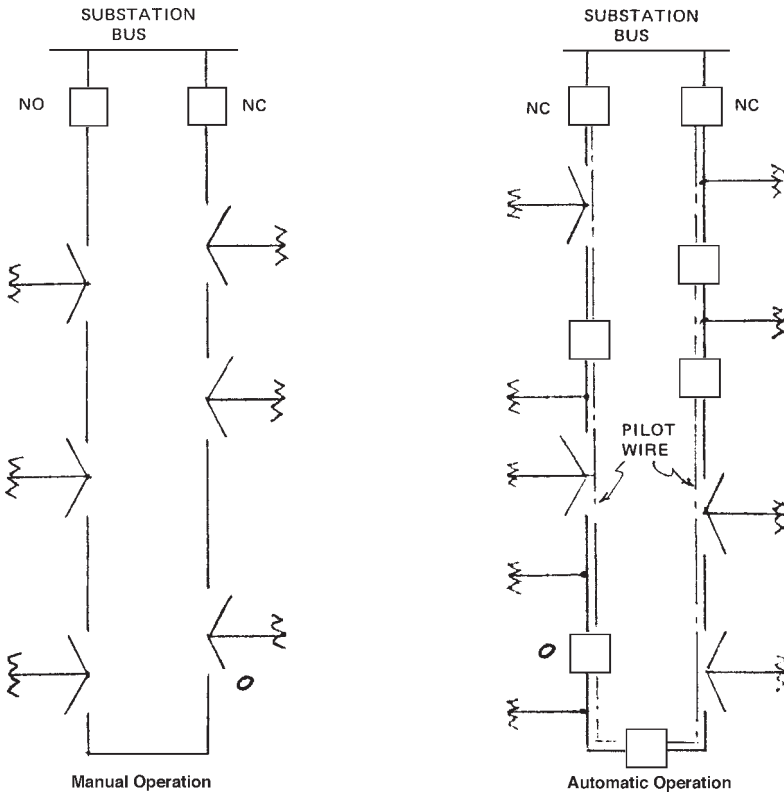 SUBSTATION
BUS
NO
NC
O
Manual Operation
SUBSTATION
BUS
NC
NC
PILOT
WIRE
O
Automatic Operation